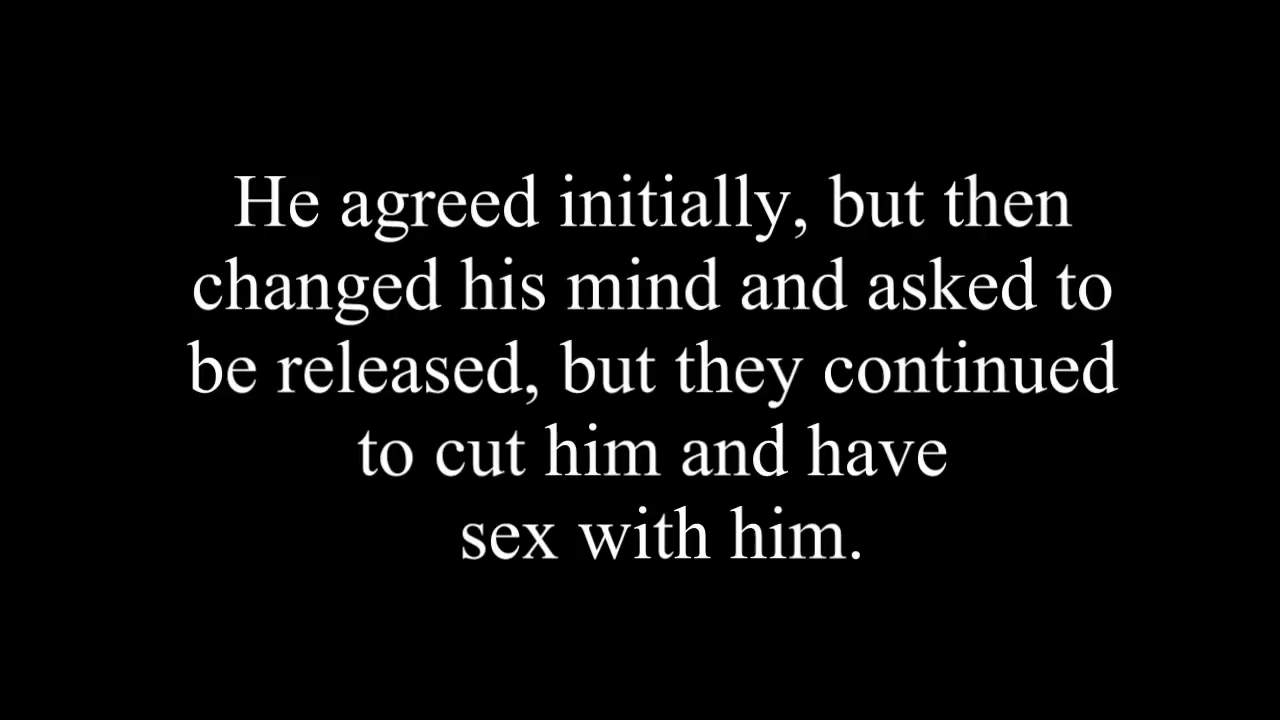 He agreed initially, but then
changed his mind and asked to
be released, but they continued
to cut him and have
sex with him.